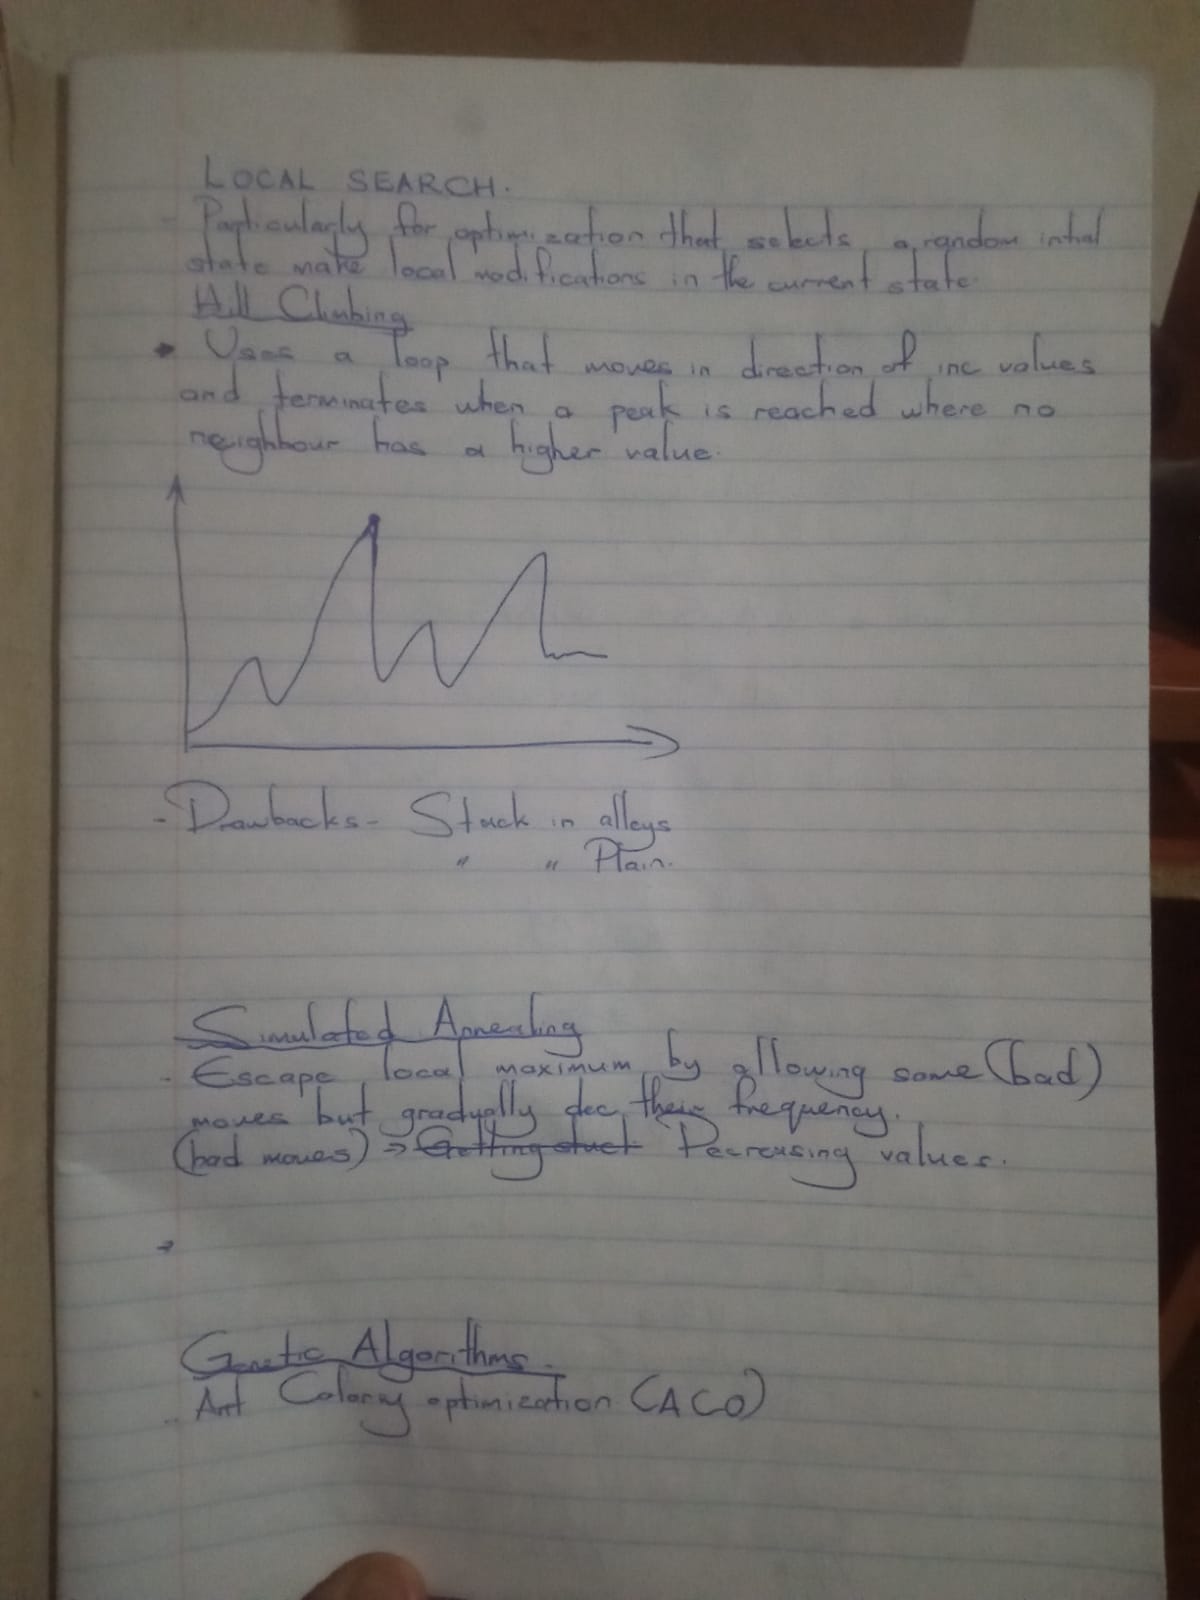 LOCAL SEARCH.
- Particularly for optimization that selects a random intial
state make local modifications in the current state.
Hill Climbing
• Uses a loop that moves in direction of inc values
and terminates when a peak is reached where no
neighbour has a higher value.
- Drawbacks - Stuck in alleys
" " Plain.
Simulated Annealing
- Escape local maximum by allowing some (bad)
moves but gradually dec their frequency.
(bad moves) → Getting stuck Decreasing values.
Genetic Algorithms.
- Ant Colony optimization (ACO)